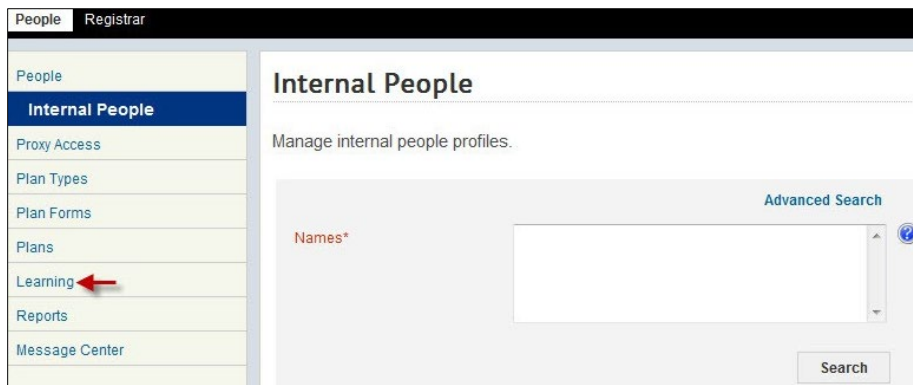 People Registrar
People
Internal People
Proxy Access
Plan Types
Plan Forms
Plans
Learning
Reports
Message Center
Internal People
Manage internal people profiles.
Advanced Search
Names*
?
Search